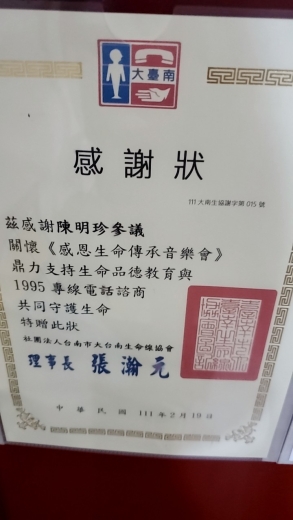 大臺南
感謝狀
111 大南生協謝字第 015 號
茲感謝陳明珍參議
關懷《感恩生命傳承音樂會》
鼎力支持生命品德教育與
1995 專線電話諮商
共同守護生命
特贈此狀
社團法人台南市大台南生命線協會
理事長 張瀚元
中華民國 111 年 2 月 19 日